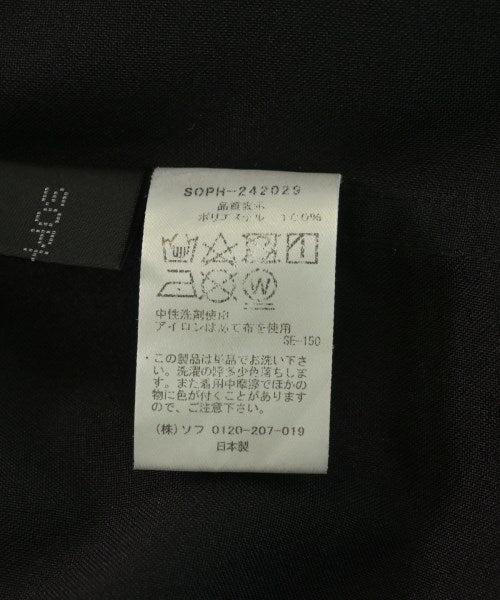 SOPH-242029
品質表示
ポリエステル 100%
W
中性洗剤使用
アイロンはあて布を使用
SE-150
・この製品は単品でお洗い下さ
い。洗濯の時多少色落ちしま
す。また着用中摩擦でほかの
物に色が付くことがあります
ので、ご注意下さい。
(株)ソフ 0120-207-019
日本製